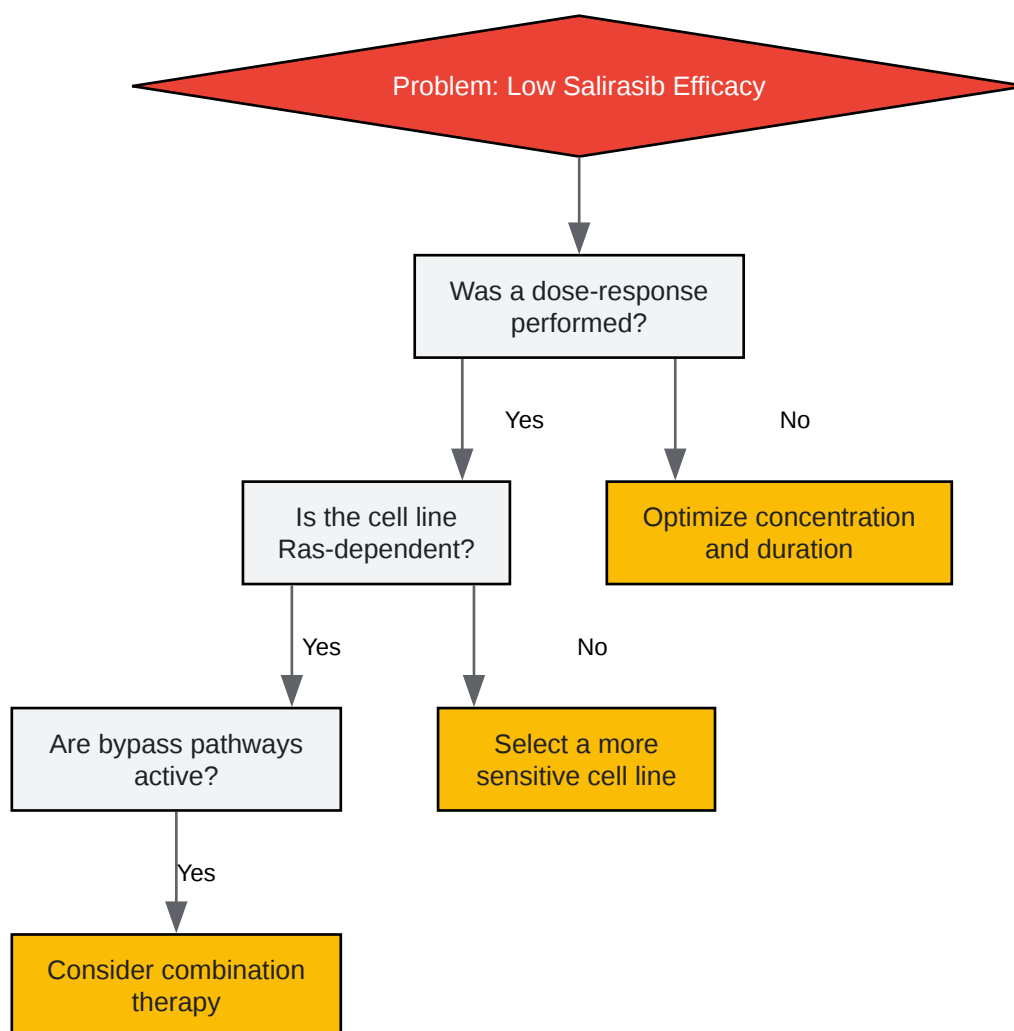 Problem: Low Salirasib Efficacy
Was a dose-response
performed?
Yes
No
Is the cell line
Ras-dependent?
Optimize concentration
and duration
Yes
No
Are bypass pathways
active?
Select a more
sensitive cell line
Yes
Consider combination
therapy